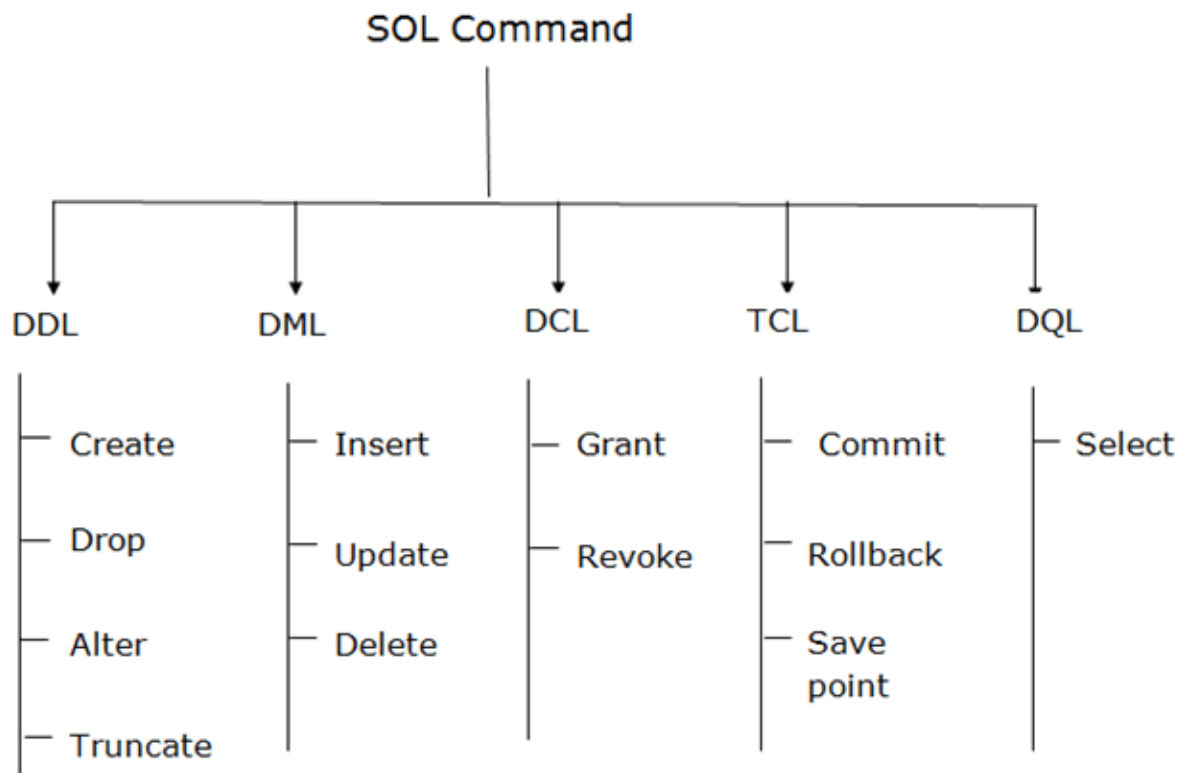 SOL Command
DDL
DML
DCL
TCL
DQL
Create
Drop
Alter
Truncate
Insert
Update
Delete
Grant
Revoke
Commit
Rollback
Save
point
Select